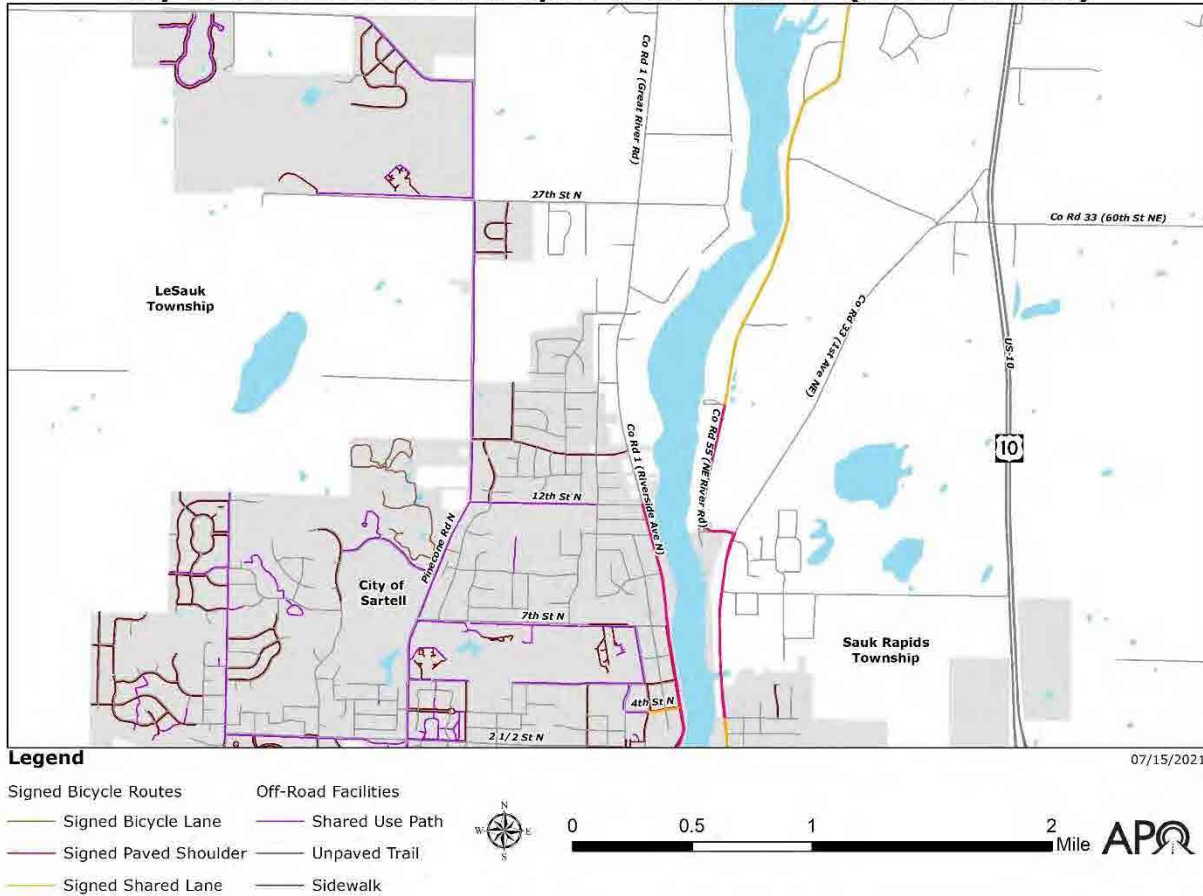 Co Rd 1 (Great River Rd)
27th St N
Co Rd 33 (60th St NE)
LeSauk
Township
Co Rd 33 (1st Ave NE)
US-10
10
Co Rd 55 (NE River Rd)
Co Rd 1 (Riverside Ave N)
12th St N
Pinecone Rd N
City of
Sartell
7th St N
Sauk Rapids
Township
4th St N
2 1/2 St N
Legend
07/15/2021
Signed Bicycle Routes
Off-Road Facilities
Signed Bicycle Lane
Shared Use Path
Signed Paved Shoulder
Unpaved Trail
Signed Shared Lane
Sidewalk
N
W
E
S
0 0.5 1 2
Mile
APO